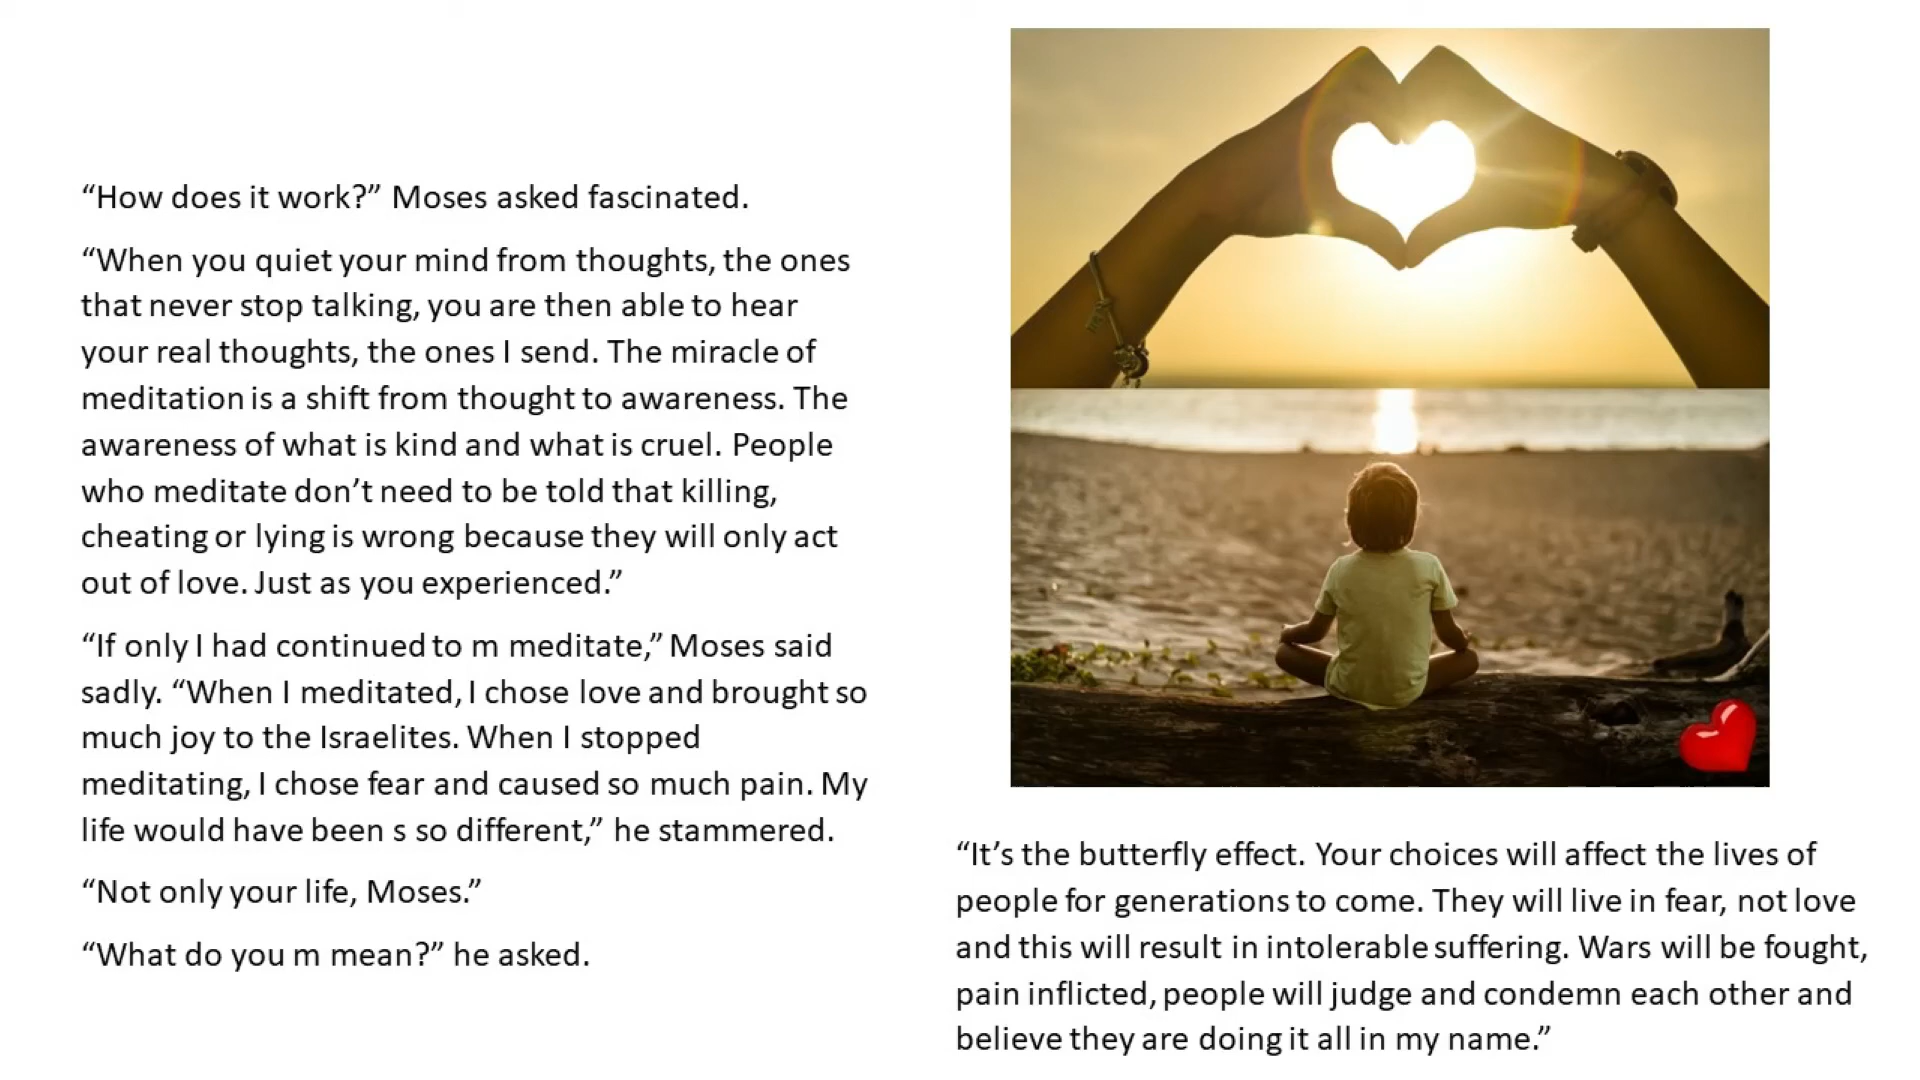 “How does it work?” Moses asked fascinated.
“When you quiet your mind from thoughts, the ones
that never stop talking, you are then able to hear
your real thoughts, the ones I send. The miracle of
meditation is a shift from thought to awareness. The
awareness of what is kind and what is cruel. People
who meditate don’t need to be told that killing,
cheating or lying is wrong because they will only act
out of love. Just as you experienced.”
“If only I had continued to m meditate,” Moses said
sadly. “When I meditated, I chose love and brought so
much joy to the Israelites. When I stopped
meditating, I chose fear and caused so much pain. My
life would have been s so different,” he stammered.
“Not only your life, Moses.”
“What do you m mean?” he asked.
“It’s the butterfly effect. Your choices will affect the lives of
people for generations to come. They will live in fear, not love
and this will result in intolerable suffering. Wars will be fought,
pain inflicted, people will judge and condemn each other and
believe they are doing it all in my name.”